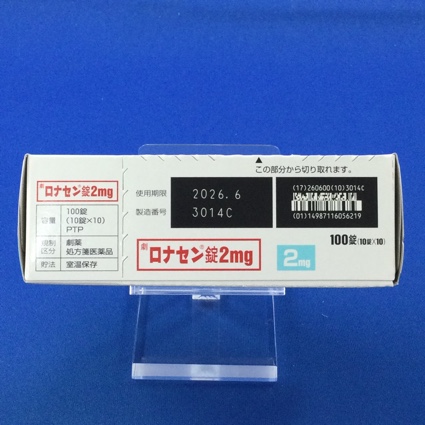 この部分から切り取れます。
劇ロナセン®錠2mg
容量
100錠
(10錠×10)
PTP
規制
区分
劇薬
処方箋医薬品
貯法
室温保存
使用期限
2026.6
製造番号
3014C
(17)260600(10)3014C
(01)14987116056219
100錠(10錠×10)
劇ロナセン®錠2mg
2mg